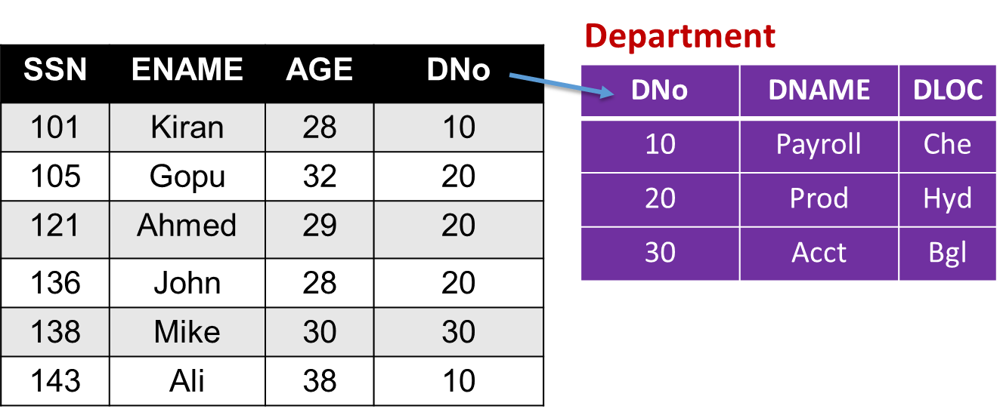 SSN ENAME AGE DNo
101 Kiran 28 10
105 Gopu 32 20
121 Ahmed 29 20
136 John 28 20
138 Mike 30 30
143 Ali 38 10
Department
DNo DNAME DLOC
10 Payroll Che
20 Prod Hyd
30 Acct Bgl